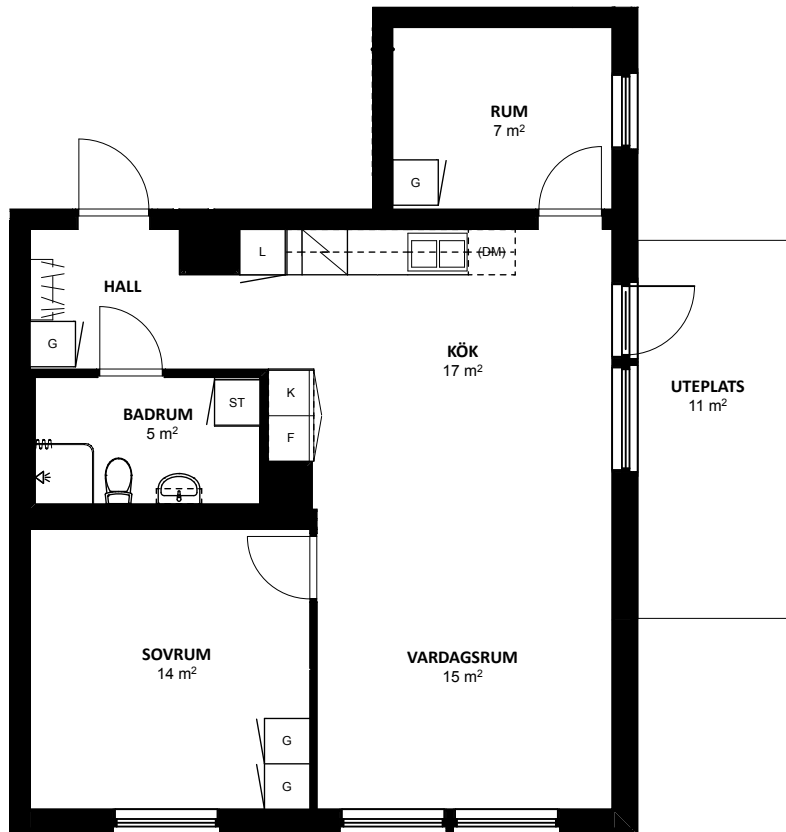 RUM
7 m²
G
L
(DM)
HALL
G
KÖK
17 m²
UTEPLATS
11 m²
K
ST
BADRUM
5 m²
F
SOVRUM
14 m²
VARDAGSRUM
15 m²
G
G